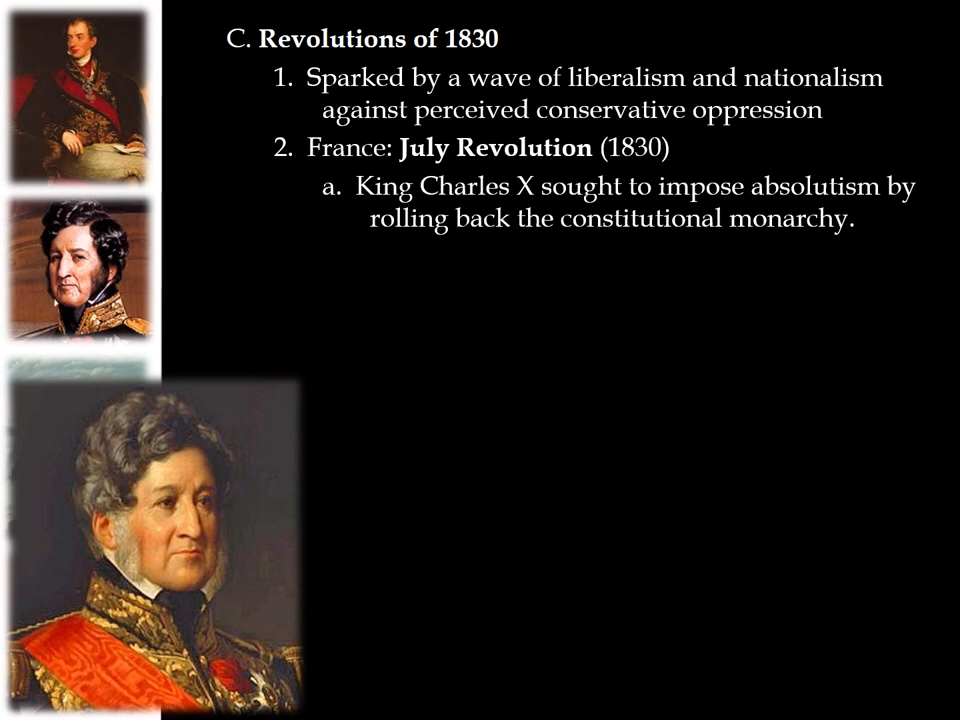 C. Revolutions of 1830
1. Sparked by a wave of liberalism and nationalism
against perceived conservative oppression
2. France: July Revolution (1830)
a. King Charles X sought to impose absolutism by
rolling back the constitutional monarchy.